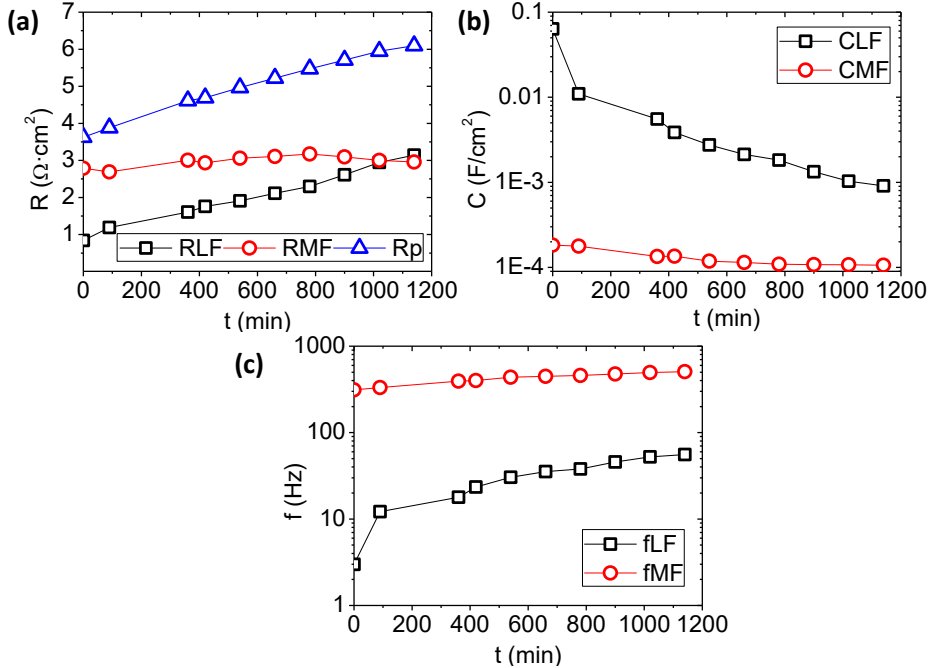 (a)
R (Ω·cm²)
6
5
4
3
2
1
RLF RMF Rp
0 200 400 600 800 1000 1200
t (min)
(b)
C (F/cm²)
0.1
0.01
1E-3
1E-4
CLF
CMF
0 200 400 600 800 1000 1200
t (min)
(c)
f (Hz)
1000
100
10
1
fLF
fMF
0 200 400 600 800 1000 1200
t (min)